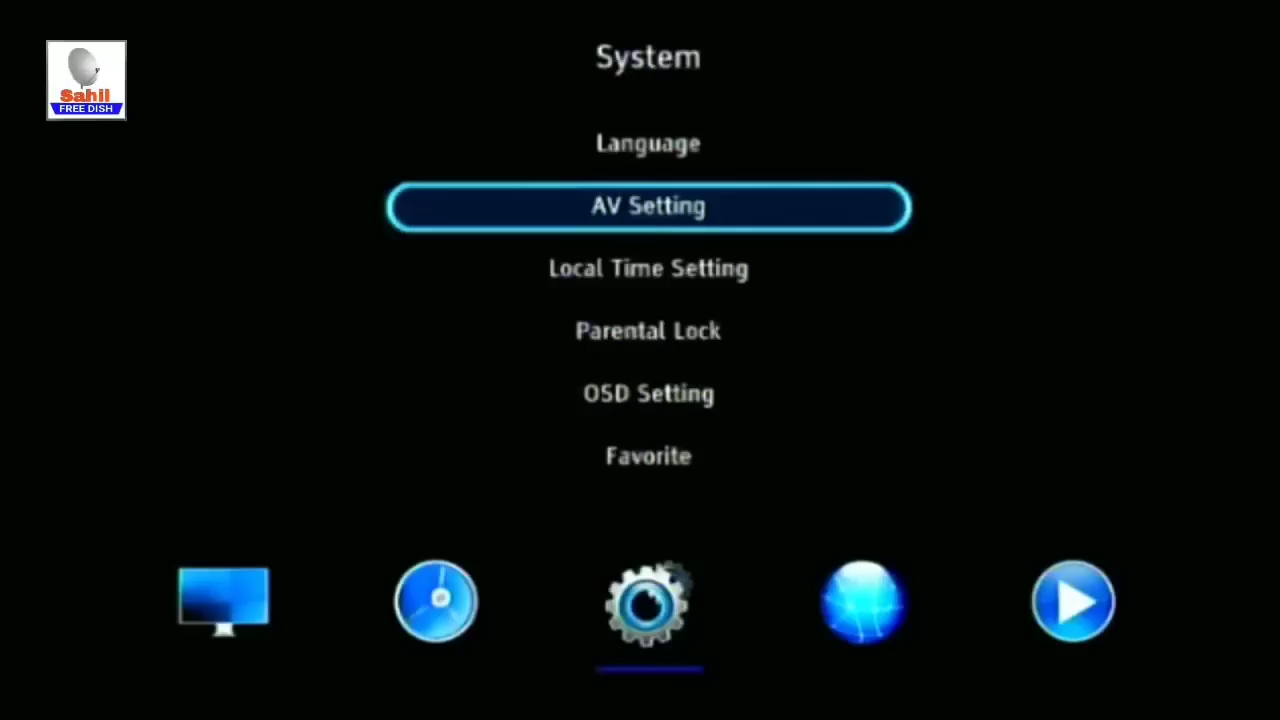 System
Sahil
FREE DISH
Language
AV Setting
Local Time Setting
Parental Lock
OSD Setting
Favorite